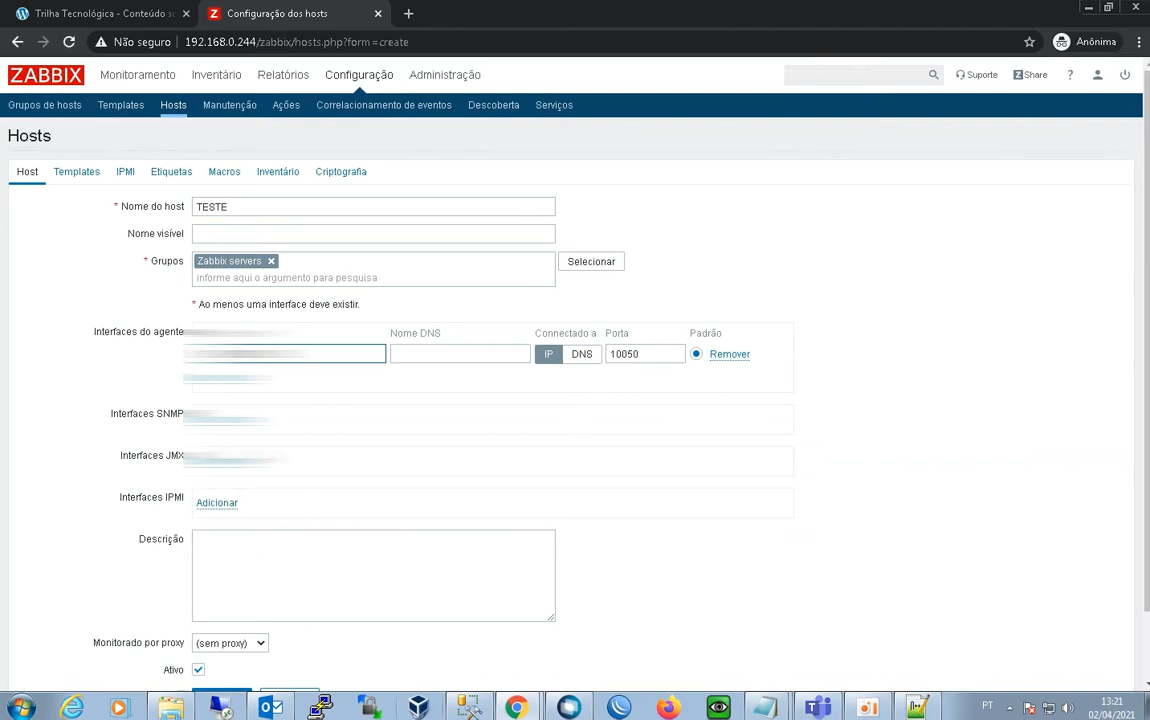 Trilha Tecnológica - Conteúdo so
Configuração dos hosts
Não seguro
192.168.0.244/zabbix/hosts.php?form=create
Anônima
ZABBIX
Monitoramento
Inventário
Relatórios
Configuração
Administração
Suporte
Z Share
?
Grupos de hosts
Templates
Hosts
Manutenção
Ações
Correlacionamento de eventos
Descoberta
Serviços
Hosts
Host
Templates
IPMI
Etiquetas
Macros
Inventário
Criptografia
* Nome do host
TESTE
Nome visível
* Grupos
Zabbix servers
informe aqui o argumento para pesquisa
Selecionar
* Ao menos uma interface deve existir.
Interfaces do agente
Nome DNS
Conectado a
Porta
Padrão
IP
DNS
10050
Remover
Interfaces SNMP
Interfaces JMX
Interfaces IPMI
Adicionar
Descrição
Monitorado por proxy
(sem proxy)
Ativo
PT
13:21
02/04/2021